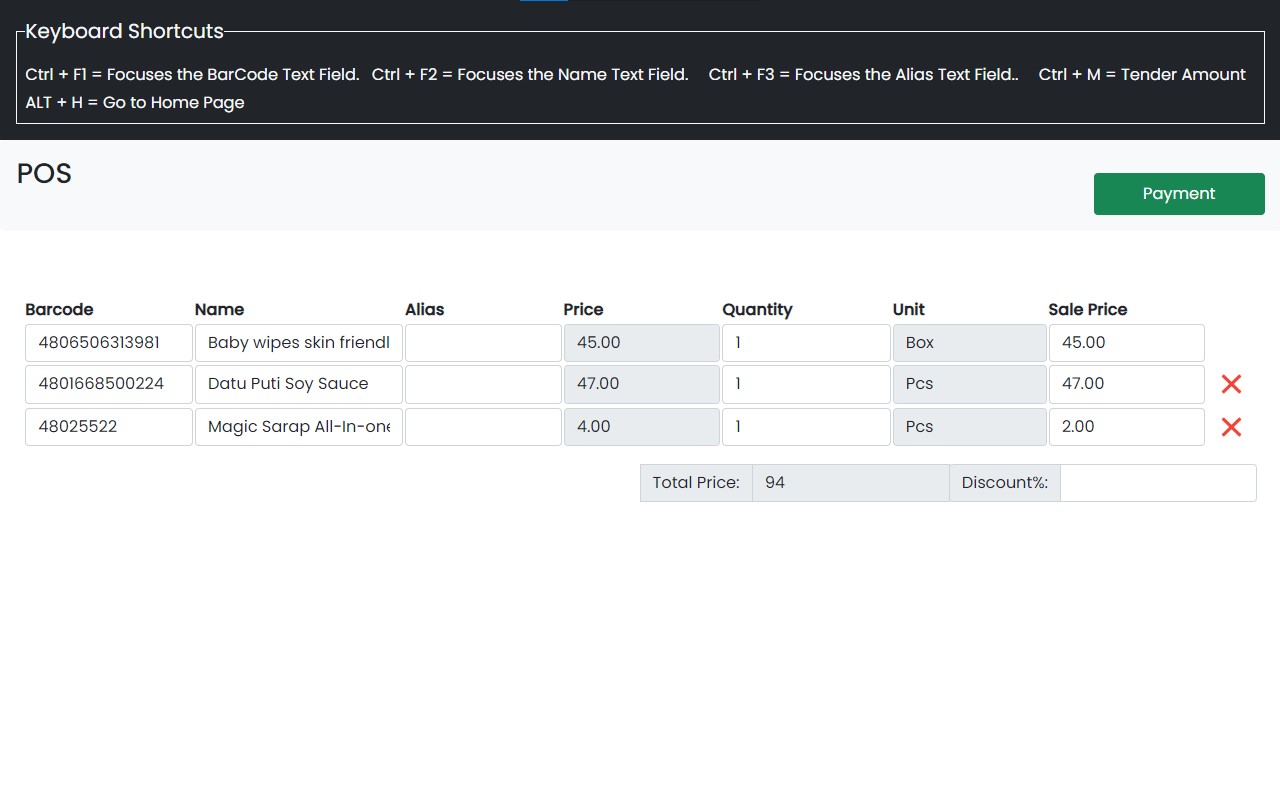 Keyboard Shortcuts
Ctrl + F1 = Focuses the BarCode Text Field. Ctrl + F2 = Focuses the Name Text Field. Ctrl + F3 = Focuses the Alias Text Field.. Ctrl + M = Tender Amount
ALT + H = Go to Home Page
POS
Payment
Barcode Name Alias Price Quantity Unit Sale Price
4806506313981 Baby wipes skin friendl 45.00 1 Box 45.00
4801668500224 Datu Puti Soy Sauce 47.00 1 Pcs 47.00
48025522 Magic Sarap All-In-one 4.00 1 Pcs 2.00
Total Price: 94 Discount%: